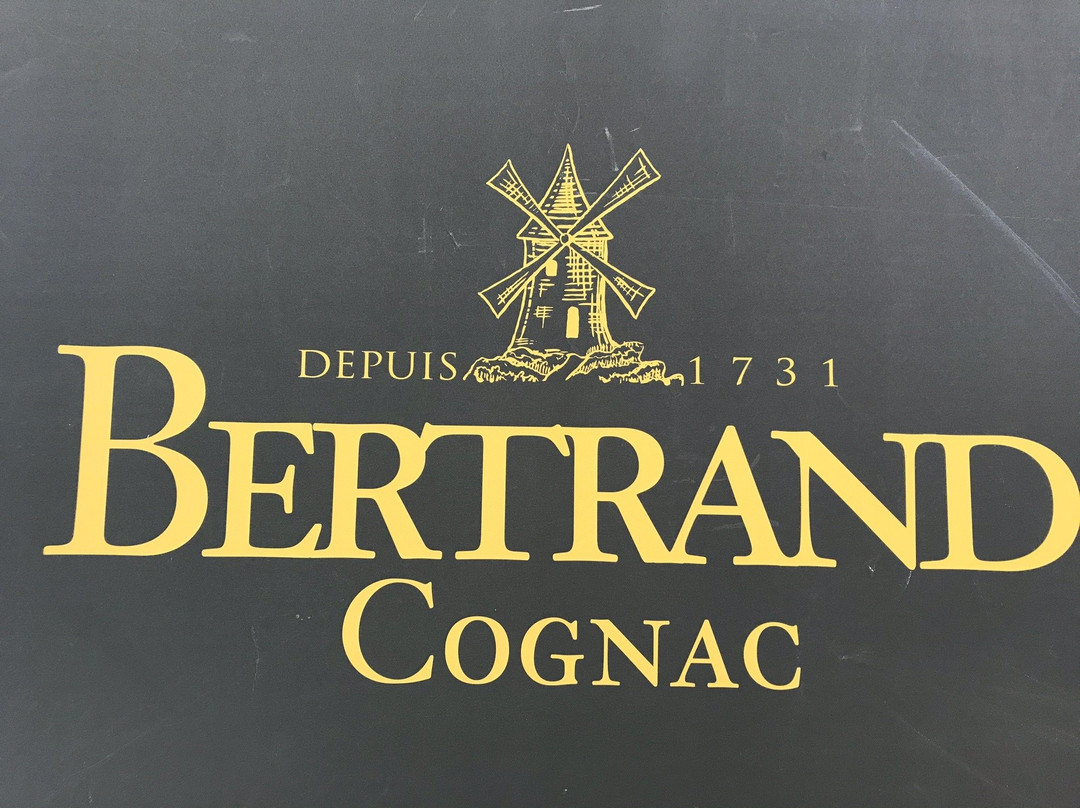 DEPUIS 1731
BERTRAND
COGNAC